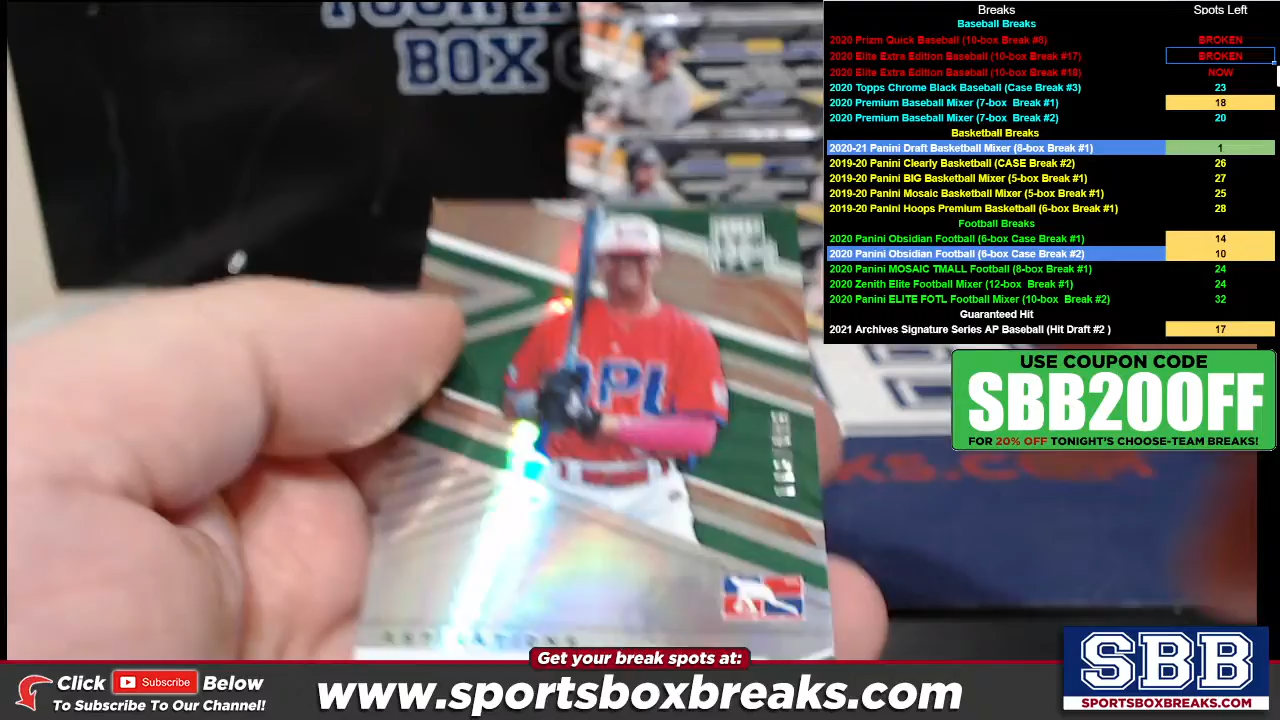 BOX
Breaks Spots Left
Baseball Breaks
2020 Prizm Quick Baseball (10-box Break #6) BROKEN
2020 Elite Extra Edition Baseball (10-box Break #17) BROKEN
2020 Elite Extra Edition Baseball (10-box Break #18) NOW
2020 Topps Chrome Black Baseball (Case Break #3) 23
2020 Premium Baseball Mixer (7-box Break #1) 18
2020 Premium Baseball Mixer (7-box Break #2) 20
Basketball Breaks
2020-21 Panini Draft Basketball Mixer (8-box Break #1) 1
2019-20 Panini Clearly Basketball (CASE Break #2) 26
2019-20 Panini BIG Basketball Mixer (5-box Break #1) 27
2019-20 Panini Mosaic Basketball Mixer (5-box Break #1) 25
2019-20 Panini Hoops Premium Basketball (6-box Break #1) 28
Football Breaks
2020 Panini Obsidian Football (6-box Case Break #1) 14
2020 Panini Obsidian Football (6-box Case Break #2) 10
2020 Panini MOSAIC TMALL Football (8-box Break #1) 24
2020 Zenith Elite Football Mixer (12-box Break #1) 24
2020 Panini ELITE FOTL Football Mixer (10-box Break #2) 32
Guaranteed Hit
2021 Archives Signature Series AP Baseball (Hit Draft #2 ) 17
USE COUPON CODE
SBB20OFF
FOR 20% OFF TONIGHT'S CHOOSE-TEAM BREAKS!
Get your break spots at:
Click Subscribe Below
To Subscribe To Our Channel!
www.sportsboxbreaks.com
SBB
SPORTSBOXBREAKS.COM